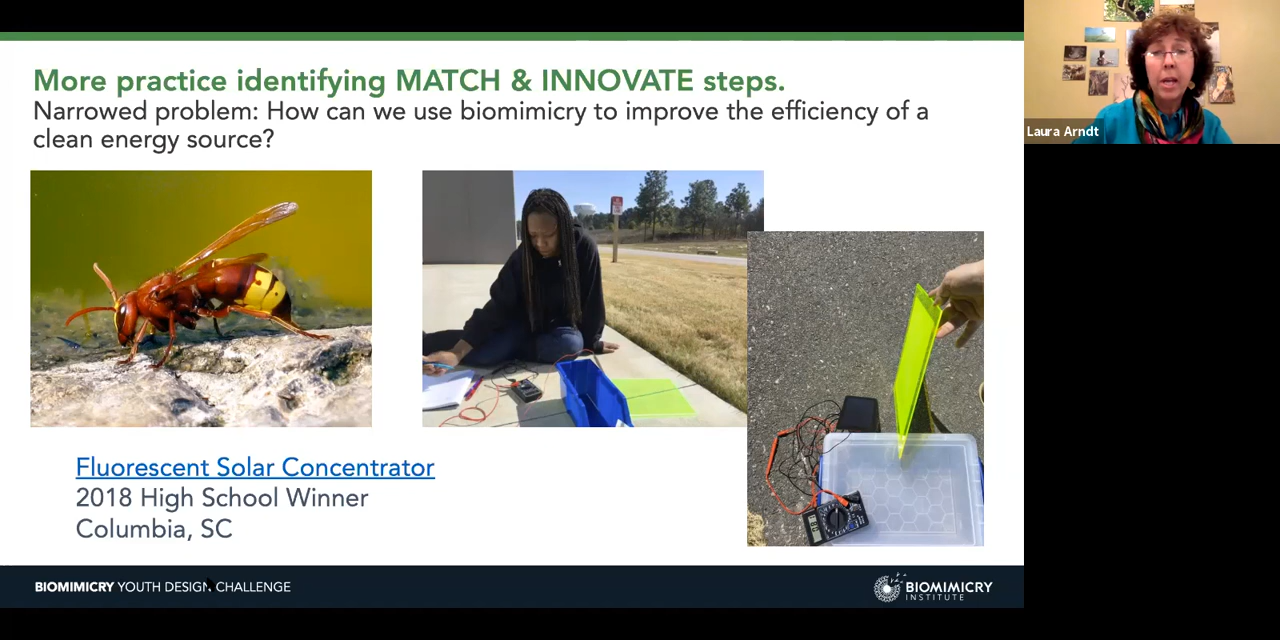 More practice identifying MATCH & INNOVATE steps.
Narrowed problem: How can we use biomimicry to improve the efficiency of a
clean energy source?
Laura Arndt
Fluorescent Solar Concentrator
2018 High School Winner
Columbia, SC
BIOMIMICRY YOUTH DESIGN CHALLENGE
BIOMIMICRY
INSTITUTE